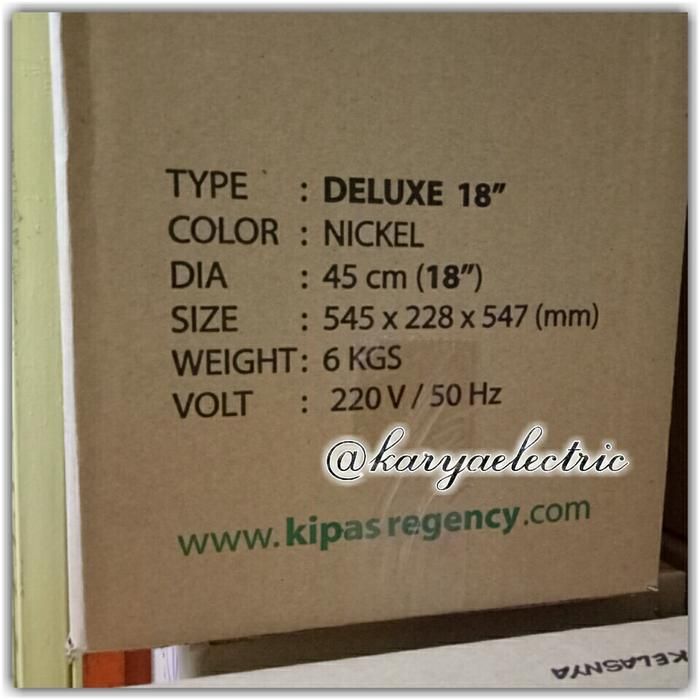 TYPE : DELUXE 18”
COLOR : NICKEL
DIA : 45 cm (18”)
SIZE : 545 x 228 x 547 (mm)
WEIGHT : 6 KGS
VOLT : 220 V / 50 Hz
@karyaelectric
www.kipasregency.com
KELASNYA